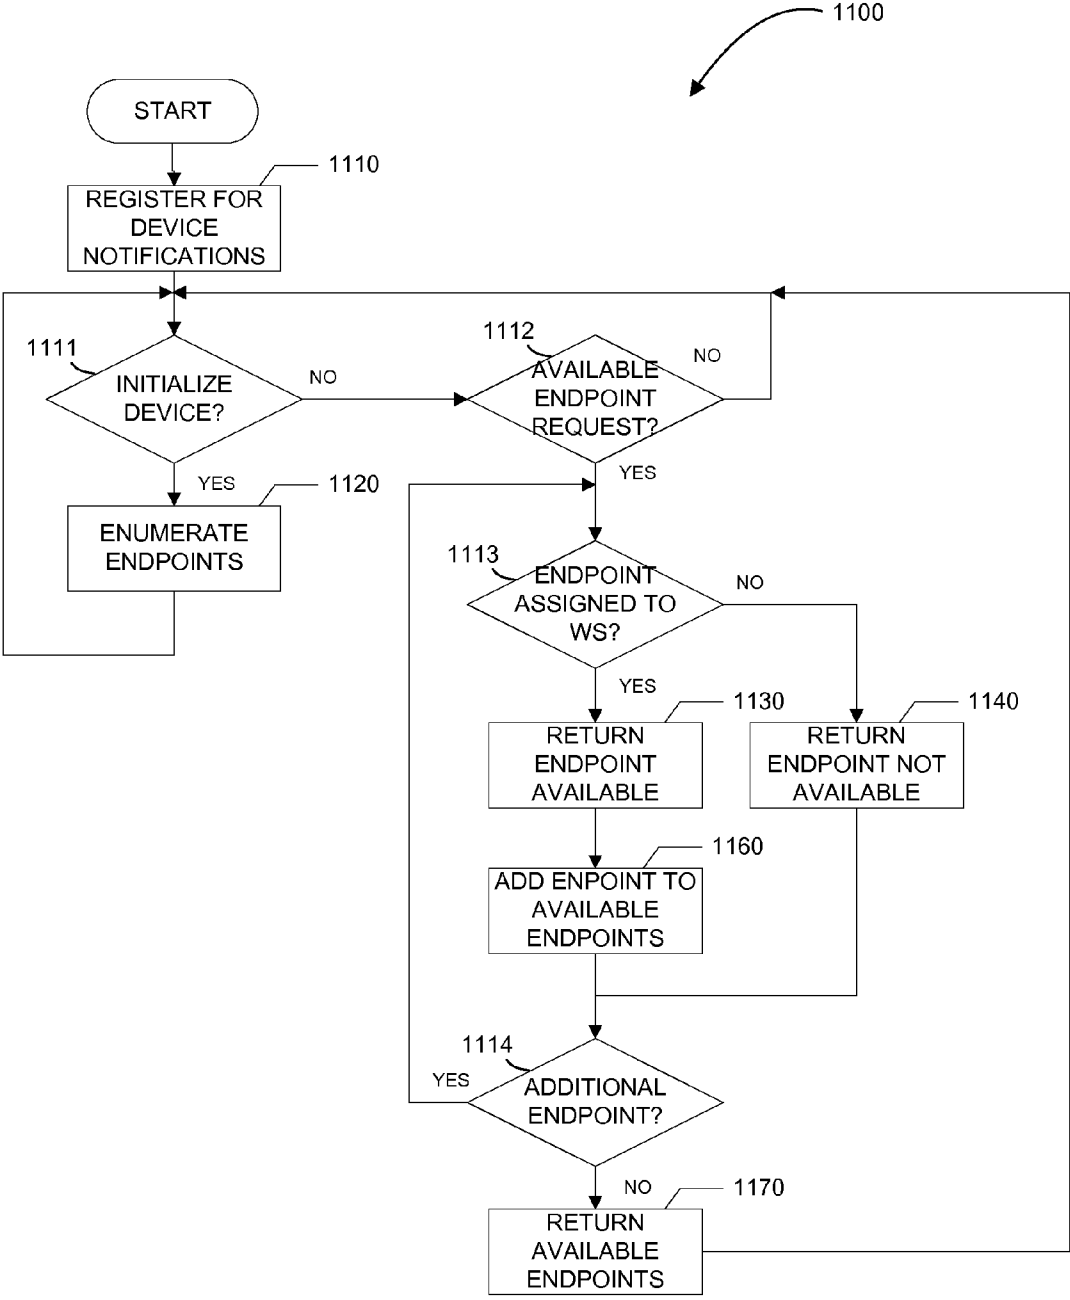 1100
START
1110
REGISTER FOR
DEVICE
NOTIFICATIONS
1111
INITIALIZE
DEVICE?
NO
YES
1120
ENUMERATE
ENDPOINTS
1112
AVAILABLE
ENDPOINT
REQUEST?
NO
YES
1113
ENDPOINT
ASSIGNED TO
WS?
NO
YES
1130
RETURN
ENDPOINT
AVAILABLE
1140
RETURN
ENDPOINT NOT
AVAILABLE
1160
ADD ENPOINT TO
AVAILABLE
ENDPOINTS
1114
ADDITIONAL
ENDPOINT?
YES
NO
1170
RETURN
AVAILABLE
ENDPOINTS